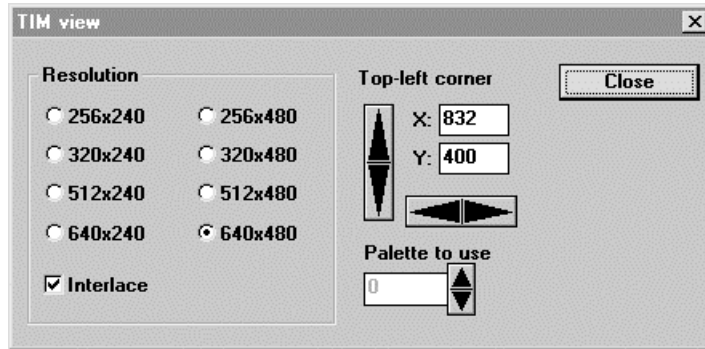 TIM view
Resolution
256x240 256x480
320x240 320x480
512x240 512x480
640x240 640x480
Interlace
Top-left corner
X: 832
Y: 400
Palette to use
0
Close